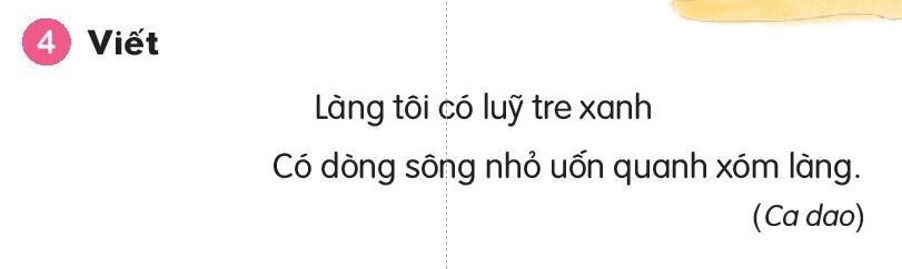 4 Viết
Làng tôi có luỹ tre xanh
Có dòng sông nhỏ uốn quanh xóm làng.
(Ca dao)